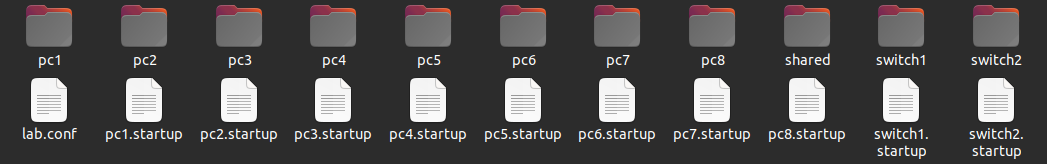 pc1 pc2 pc3 pc4 pc5 pc6 pc7 pc8 shared switch1 switch2
lab.conf pc1.startup pc2.startup pc3.startup pc4.startup pc5.startup pc6.startup pc7.startup pc8.startup switch1. switch2.
startup startup